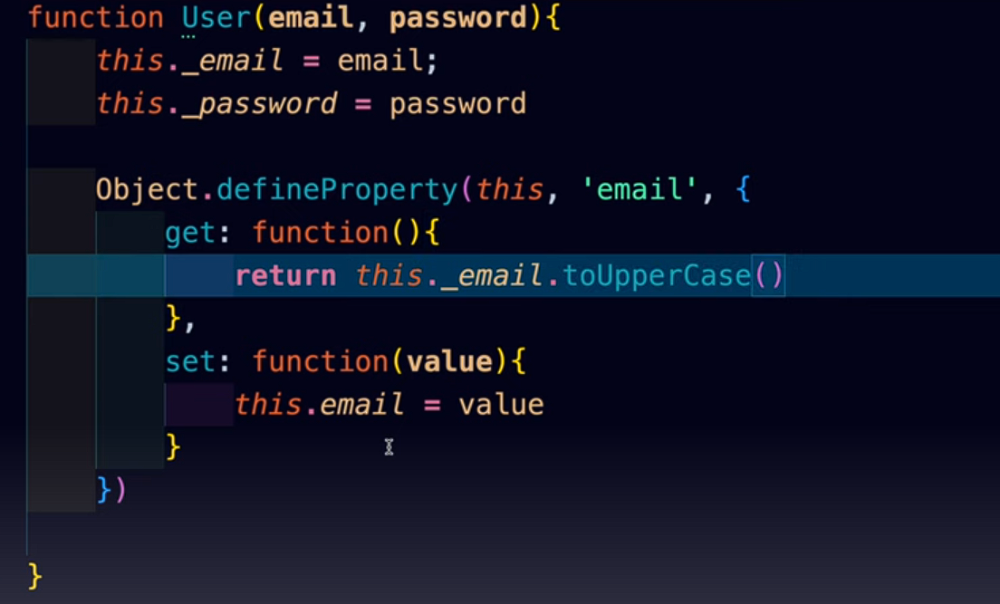 function User(email, password){
this._email = email;
this._password = password
Object.defineProperty(this, 'email', {
get: function(){
return this._email.toUpperCase()
},
set: function(value){
this.email = value
}
})
}